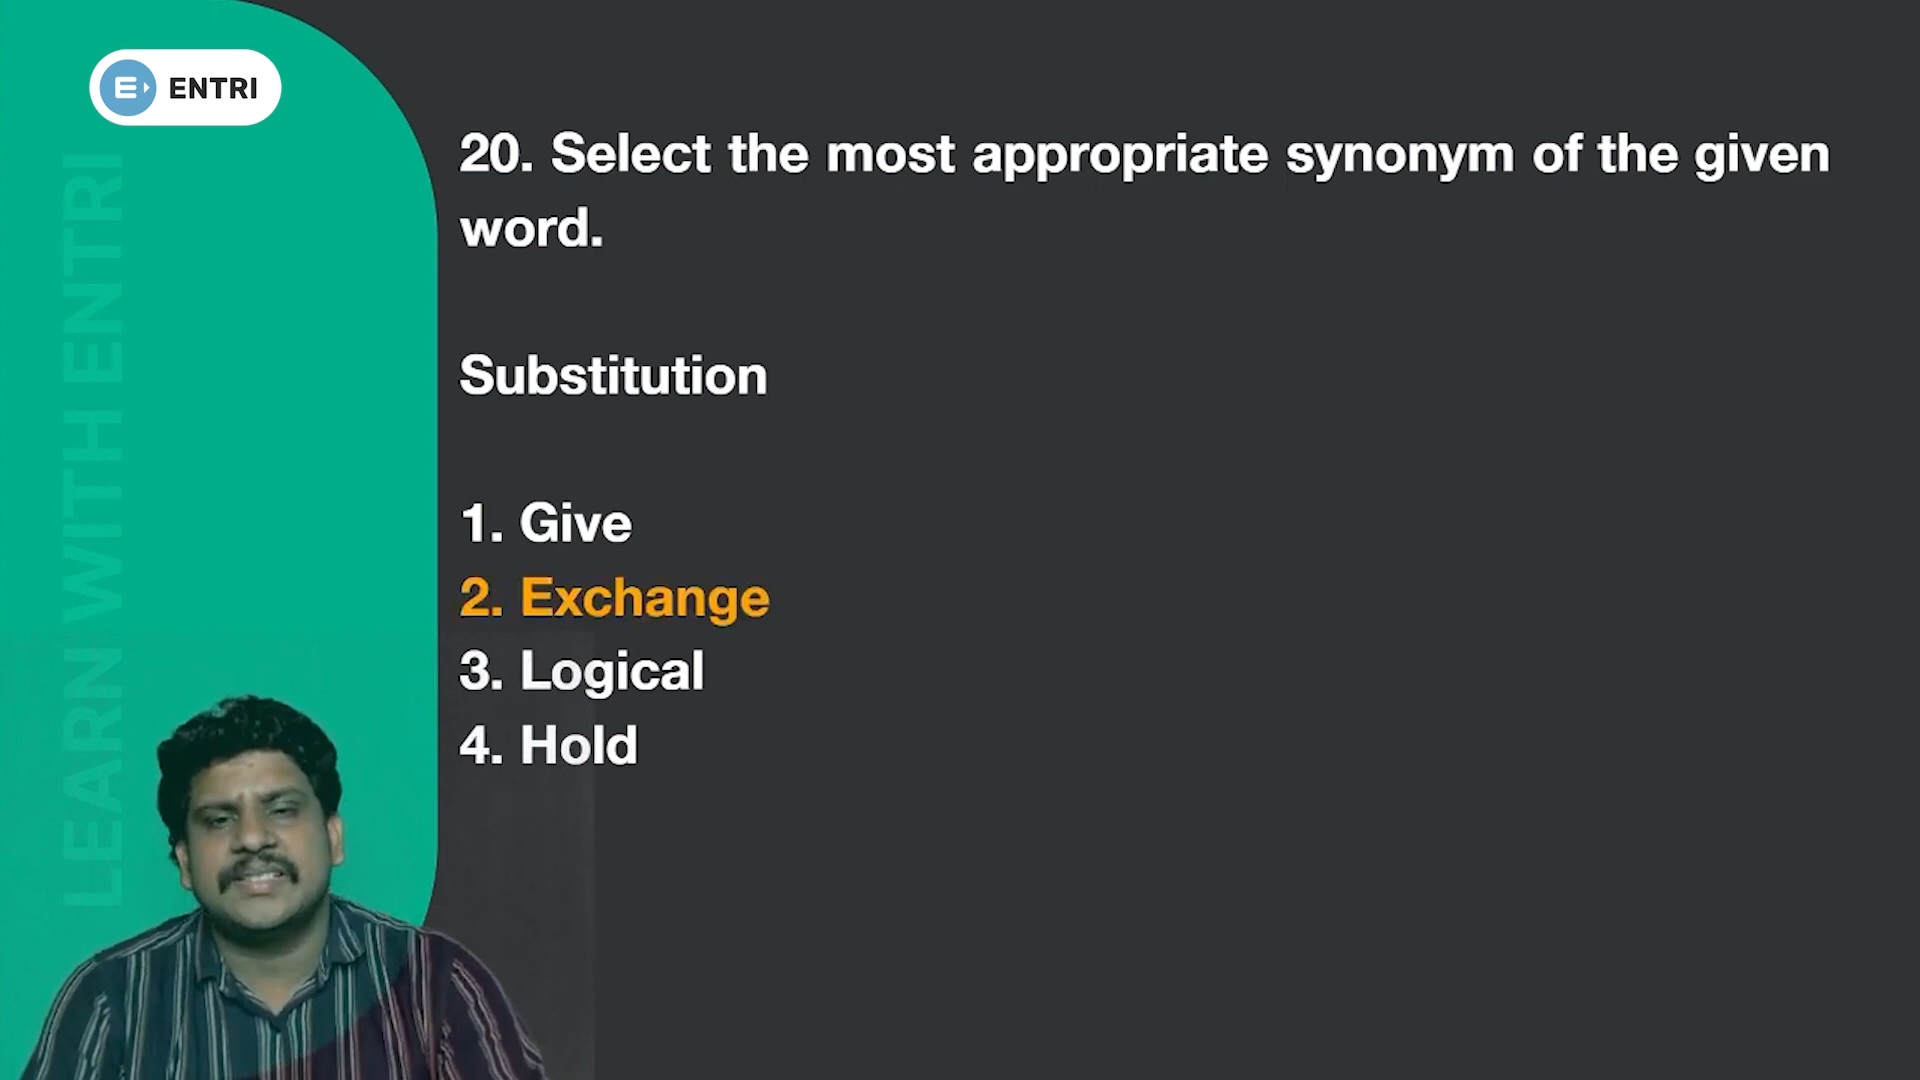 ENTRI
LEARN WITH ENTRI
20. Select the most appropriate synonym of the given
word.
Substitution
1. Give
2. Exchange
3. Logical
4. Hold